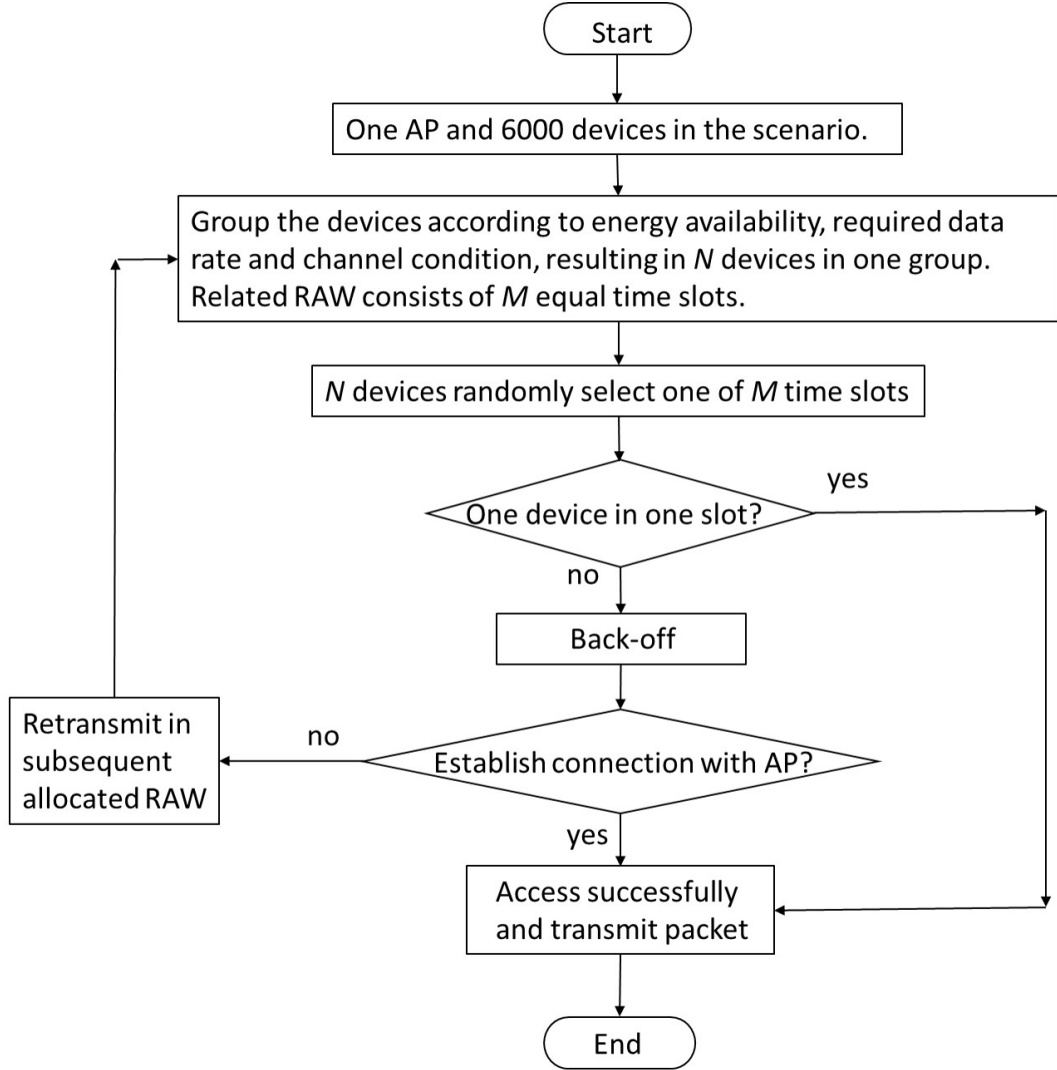 Start
One AP and 6000 devices in the scenario.
Group the devices according to energy availability, required data
rate and channel condition, resulting in N devices in one group.
Related RAW consists of M equal time slots.
N devices randomly select one of M time slots
yes
One device in one slot?
no
Back-off
Retransmit in
subsequent
allocated RAW
no
Establish connection with AP?
yes
Access successfully
and transmit packet
End